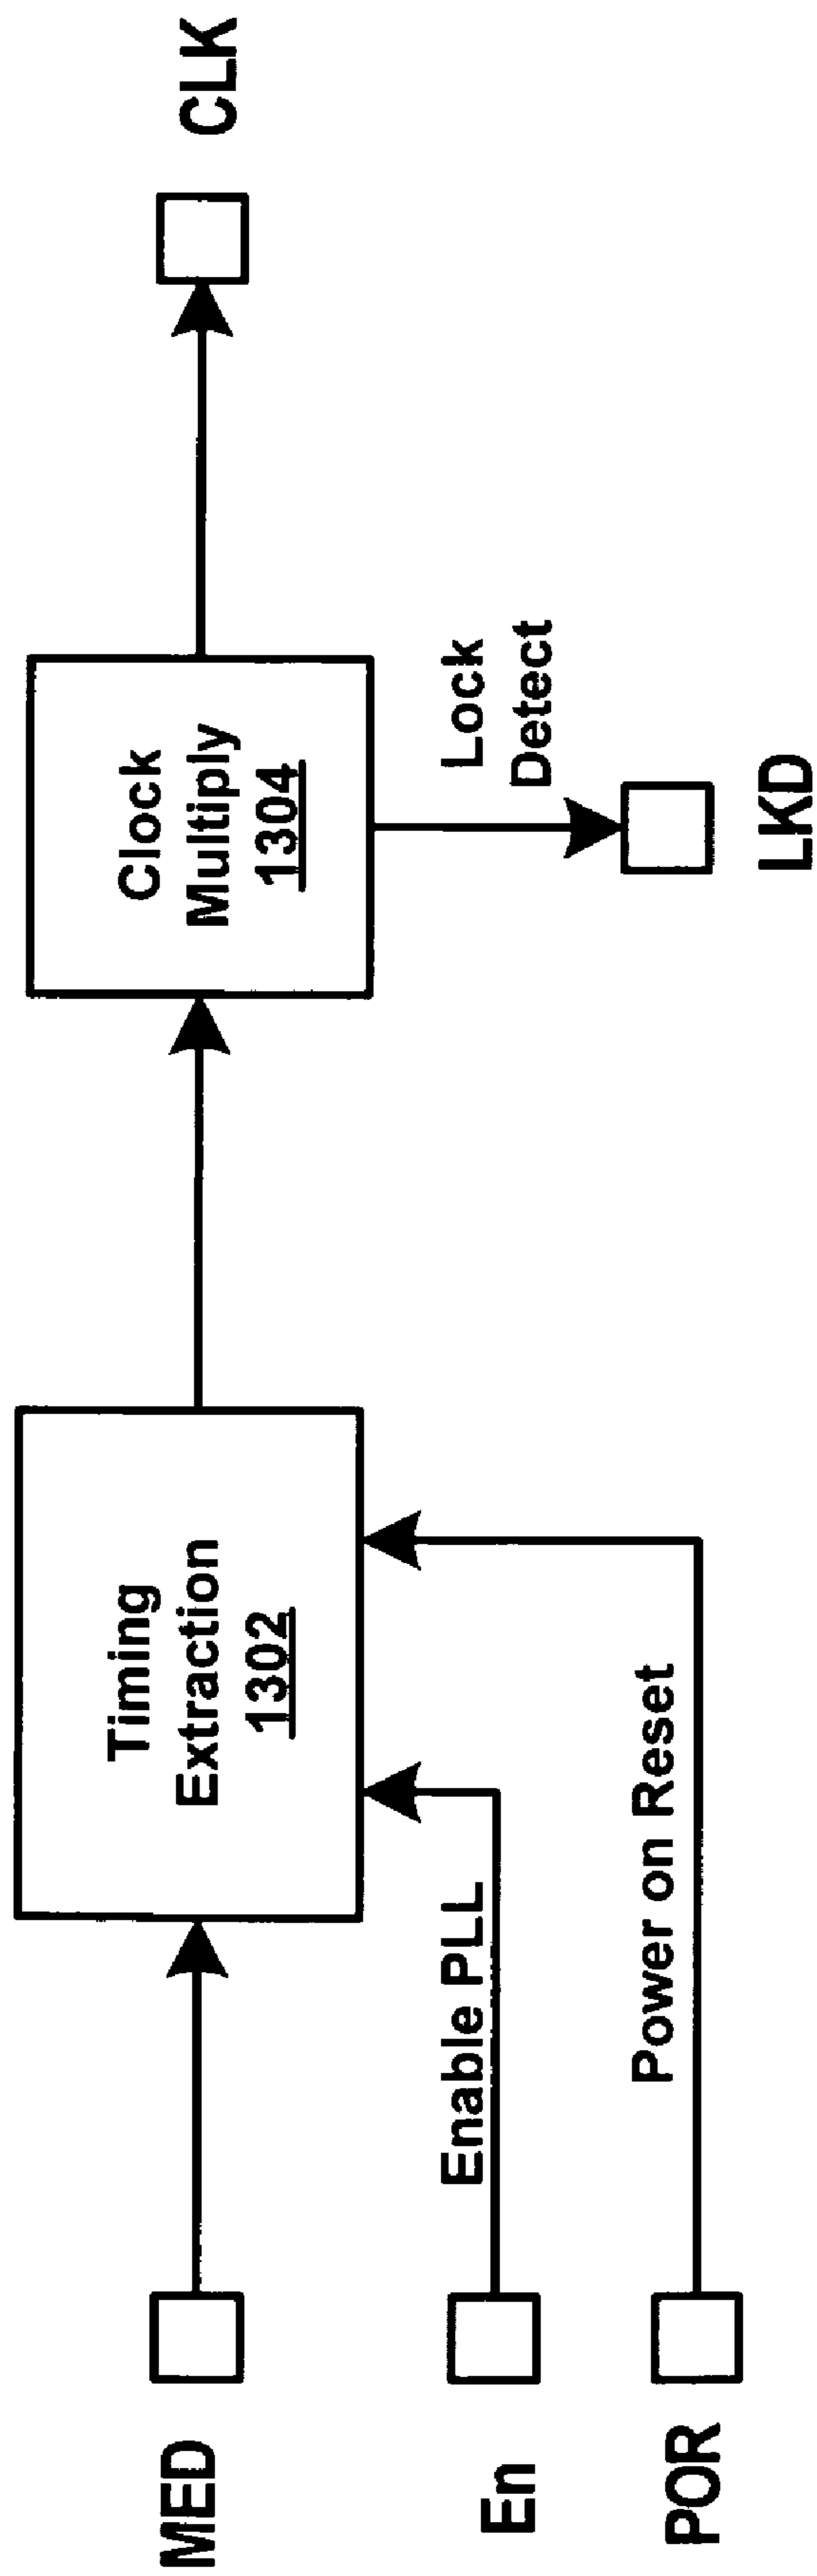 MED
Timing
Extraction
1302
Clock
Multiply
1304
CLK
En
Enable PLL
Lock
Detect
LKD
POR
Power on Reset